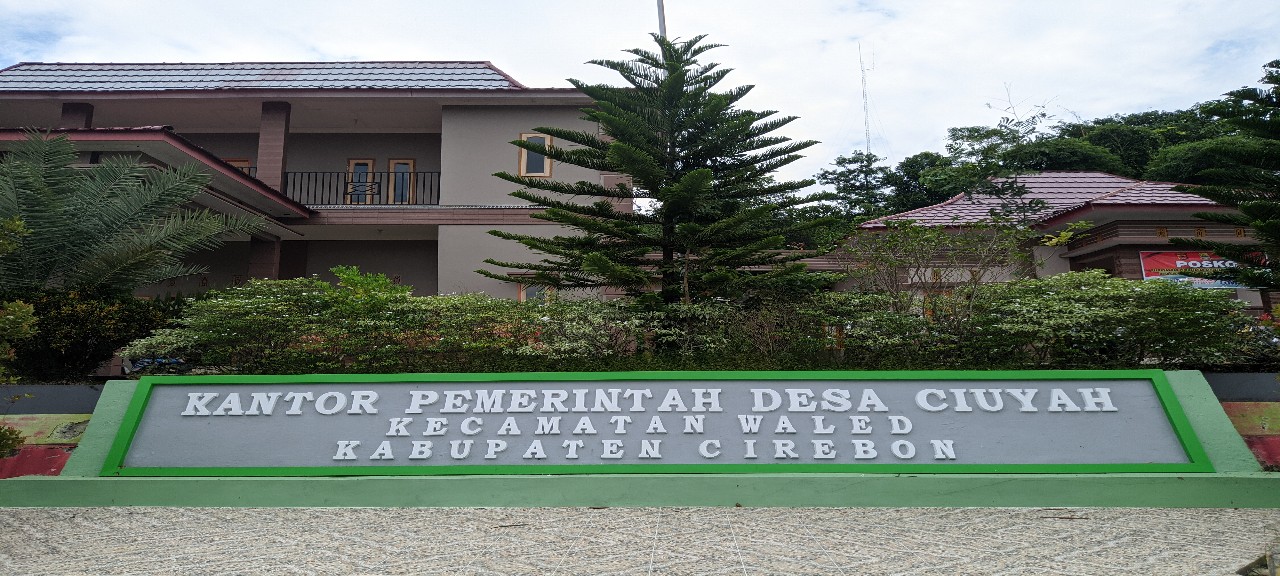 POSKO
KANTOR PEMERINTAH DESA CIUYAH
KECAMATAN WALED
KABUPATEN CIREBON